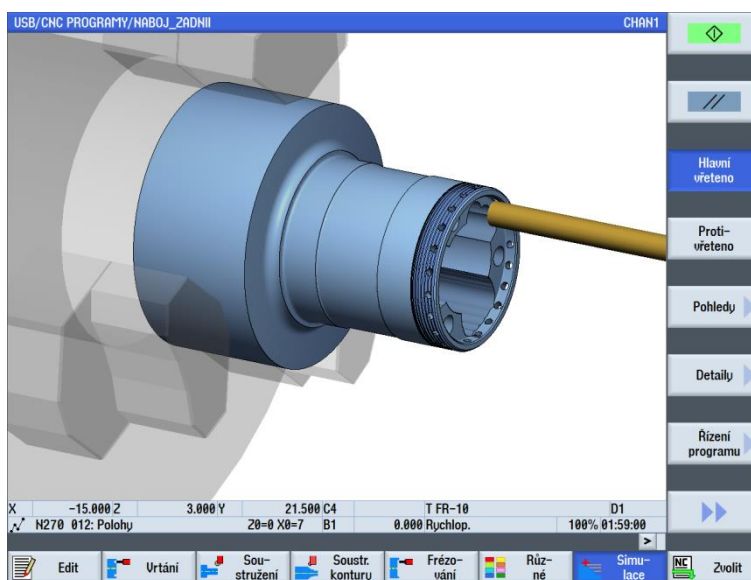 USB/CNC PROGRAMY/NABOJ_ZADNII CHAN1
Hlavní
vřeteno
Proti-
vřeteno
Pohledy
Detaily
Řízení
programu
X -15.000 Z 3.000 Y 21.500 C4 T FR-10 D1
N270 012: Polohy Z0=0 X0=7 B1 0.000 Rychlop. 100% 01:59:00
>
Edit
Vrtání
Sou-
stružení
Soustr.
kontury
Frézo-
vání
Růz-
né
Simu-
lace
NC
Zvolit